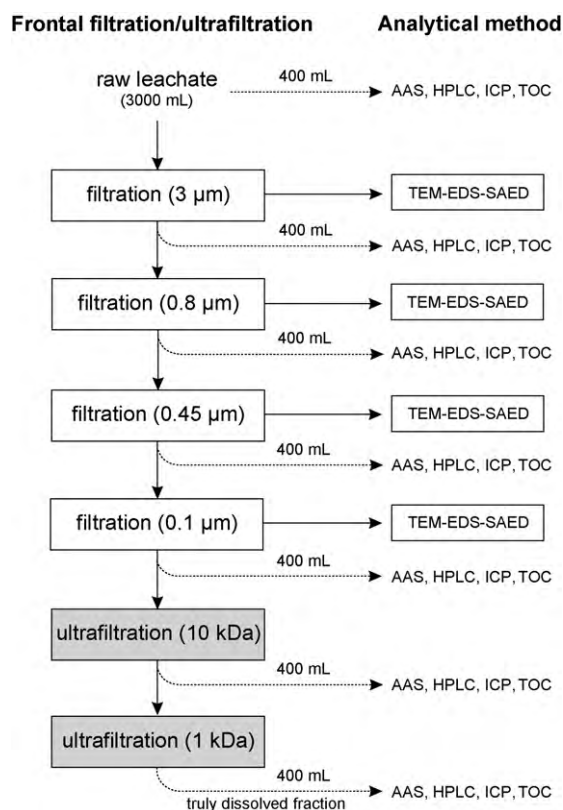 Frontal filtration/ultrafiltration Analytical method
raw leachate
(3000 mL)
400 mL
AAS, HPLC, ICP, TOC
filtration (3 µm)
TEM-EDS-SAED
400 mL
AAS, HPLC, ICP, TOC
filtration (0.8 µm)
TEM-EDS-SAED
400 mL
AAS, HPLC, ICP, TOC
filtration (0.45 µm)
TEM-EDS-SAED
400 mL
AAS, HPLC, ICP, TOC
filtration (0.1 µm)
TEM-EDS-SAED
400 mL
AAS, HPLC, ICP, TOC
ultrafiltration (10 kDa)
400 mL
AAS, HPLC, ICP, TOC
ultrafiltration (1 kDa)
400 mL
AAS, HPLC, ICP, TOC
truly dissolved fraction